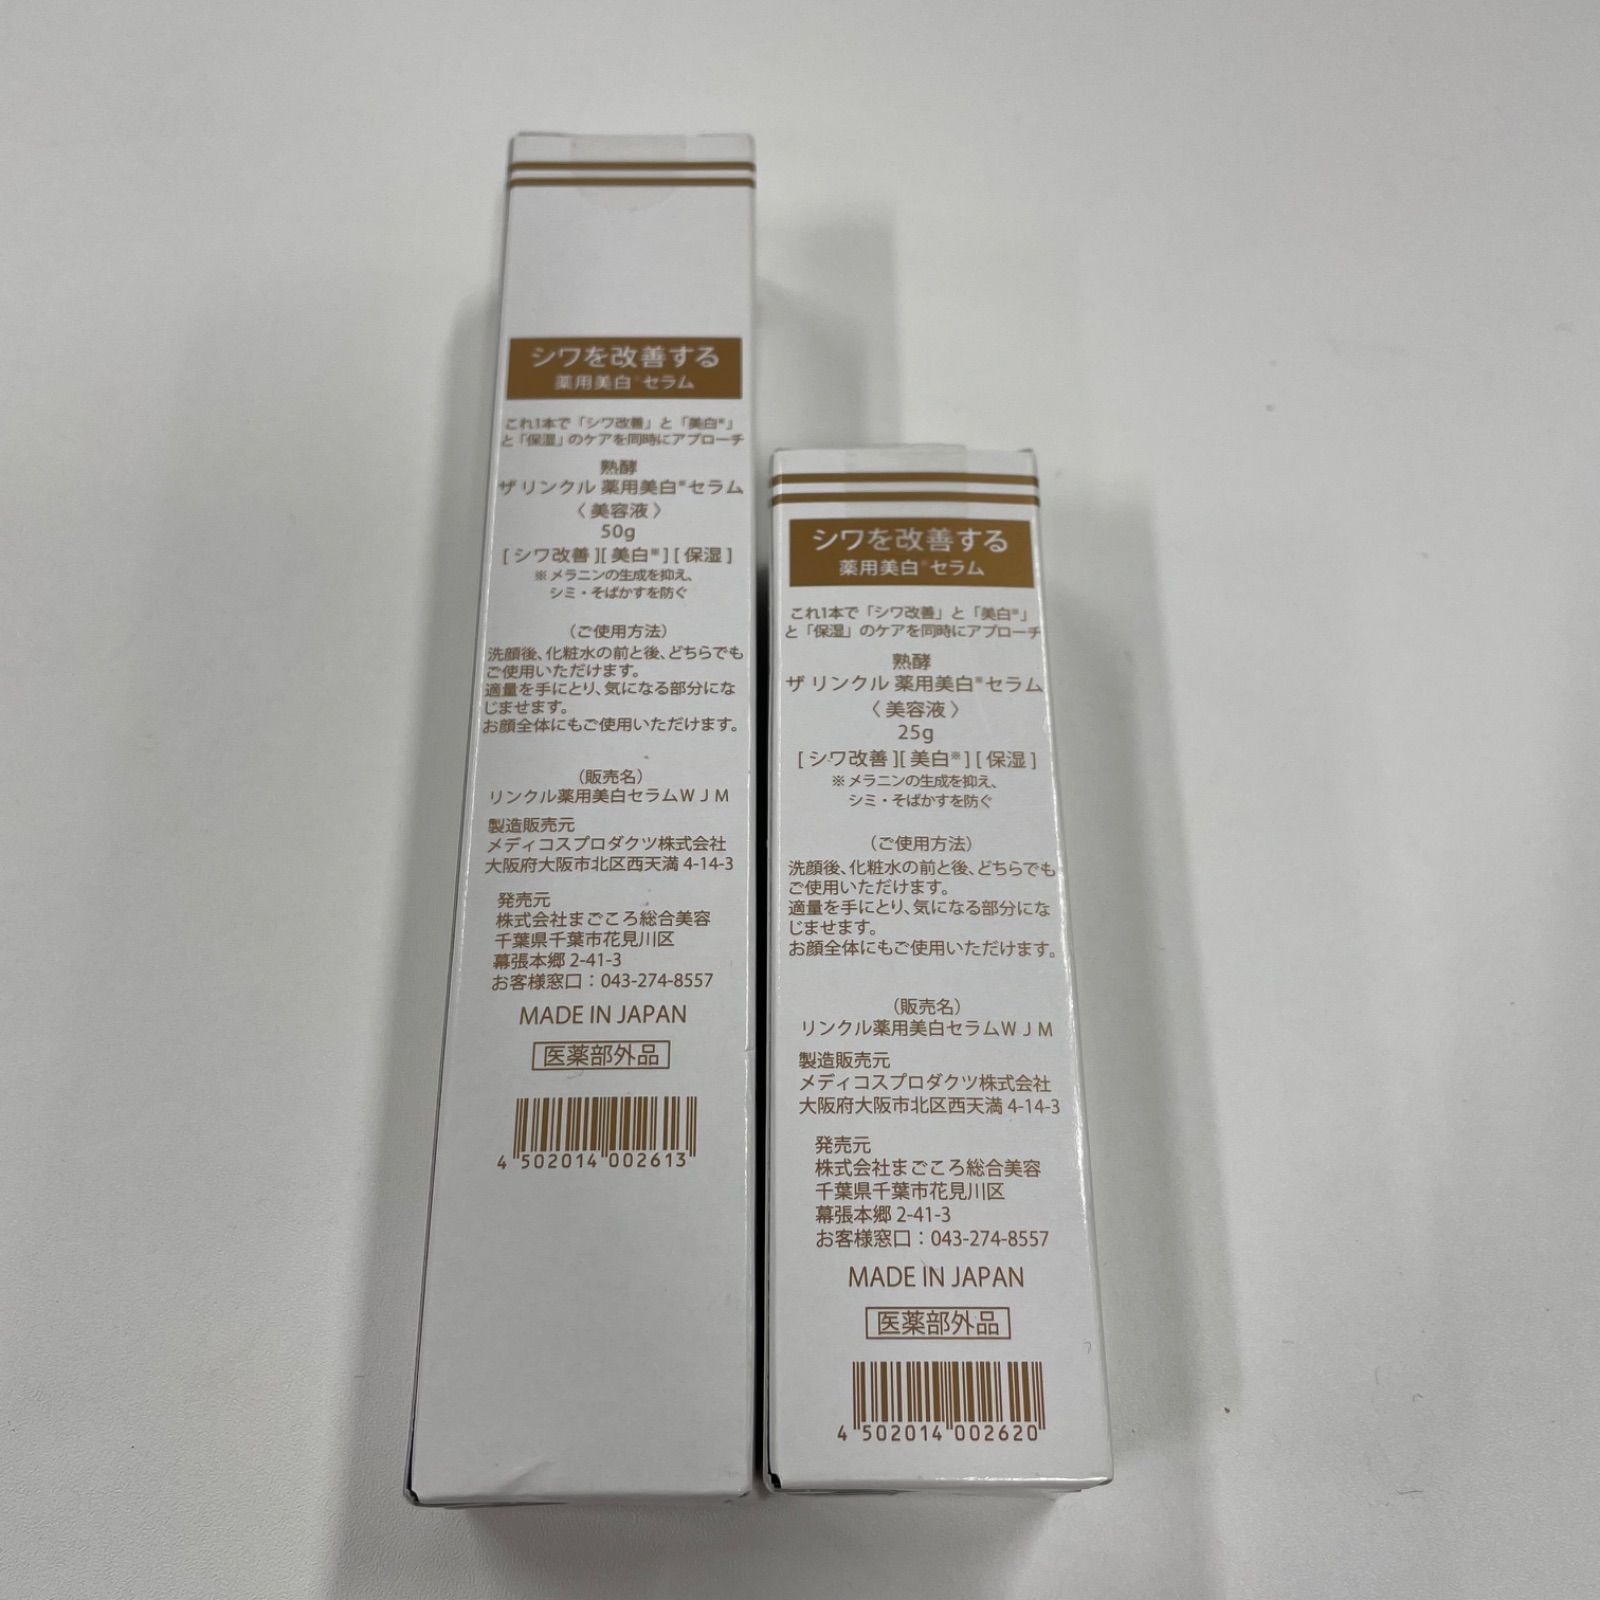 シワを改善する
薬用美白※セラム
これ1本で「シワ改善」と「美白※」
と「保湿」のケアを同時にアプローチ
熟酵
ザ リンクル 薬用美白※セラム
〈 美容液 〉
50g
[ シワ改善 ][ 美白※ ] [ 保湿 ]
※ メラニンの生成を抑え、
シミ・そばかすを防ぐ
（ご使用方法）
洗顔後、化粧水の前と後、どちらでも
ご使用いただけます。
適量を手にとり、気になる部分にな
じませます。
お顔全体にもご使用いただけます。
（販売名）
リンクル薬用美白セラムＷＪＭ
製造販売元
メディコスプロダクツ株式会社
大阪府大阪市北区西天満 4-14-3
発売元
株式会社まごころ総合美容
千葉県千葉市花見川区
幕張本郷 2-41-3
お客様窓口：043-274-8557
MADE IN JAPAN
医薬部外品
4 502014 002613
シワを改善する
薬用美白※セラム
これ1本で「シワ改善」と「美白※」
と「保湿」のケアを同時にアプローチ
熟酵
ザ リンクル 薬用美白※セラム
〈 美容液 〉
25g
[ シワ改善 ][ 美白※ ] [ 保湿 ]
※ メラニンの生成を抑え、
シミ・そばかすを防ぐ
（ご使用方法）
洗顔後、化粧水の前と後、どちらでも
ご使用いただけます。
適量を手にとり、気になる部分にな
じませます。
お顔全体にもご使用いただけます。
（販売名）
リンクル薬用美白セラムＷＪＭ
製造販売元
メディコスプロダクツ株式会社
大阪府大阪市北区西天満 4-14-3
発売元
株式会社まごころ総合美容
千葉県千葉市花見川区
幕張本郷 2-41-3
お客様窓口：043-274-8557
MADE IN JAPAN
医薬部外品
4 502014 002620